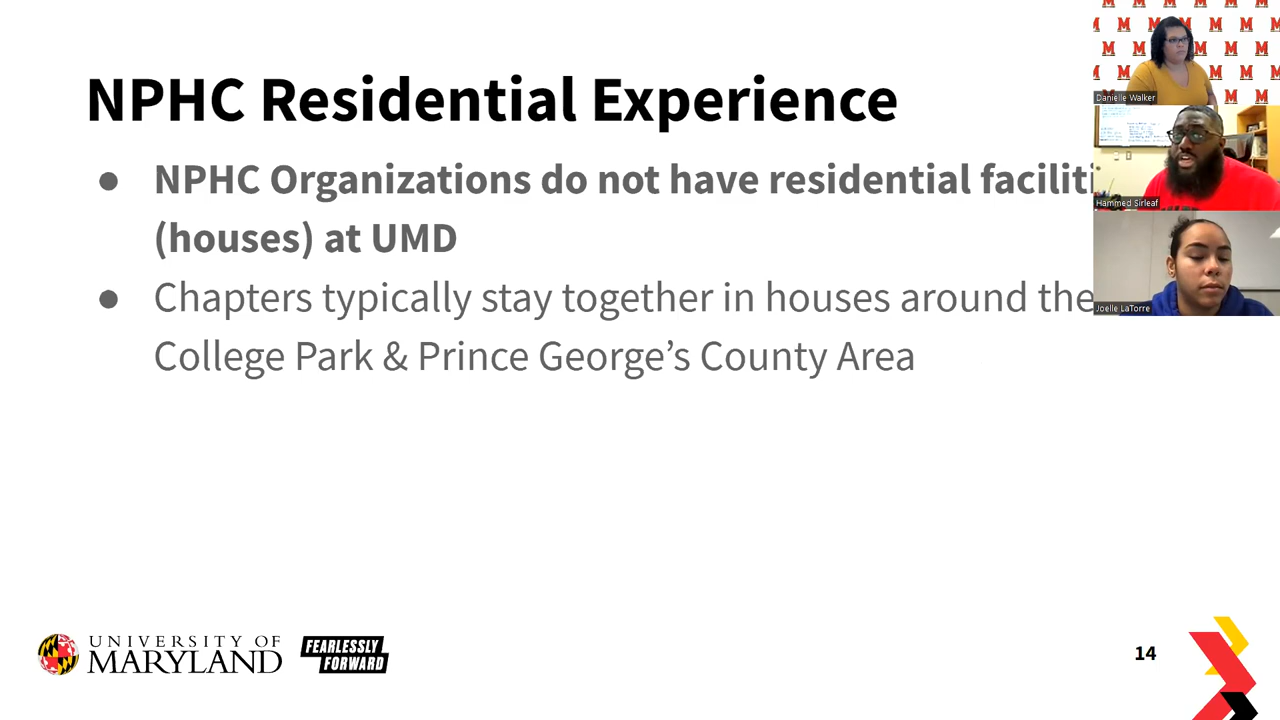 NPHC Residential Experience
● NPHC Organizations do not have residential faciliti
(houses) at UMD
● Chapters typically stay together in houses around the
College Park & Prince George's County Area
Danielle Walker
Hammed Sirleaf
Joelle LaTorre
UNIVERSITY OF
MARYLAND
FEARLESSLY
FORWARD
14